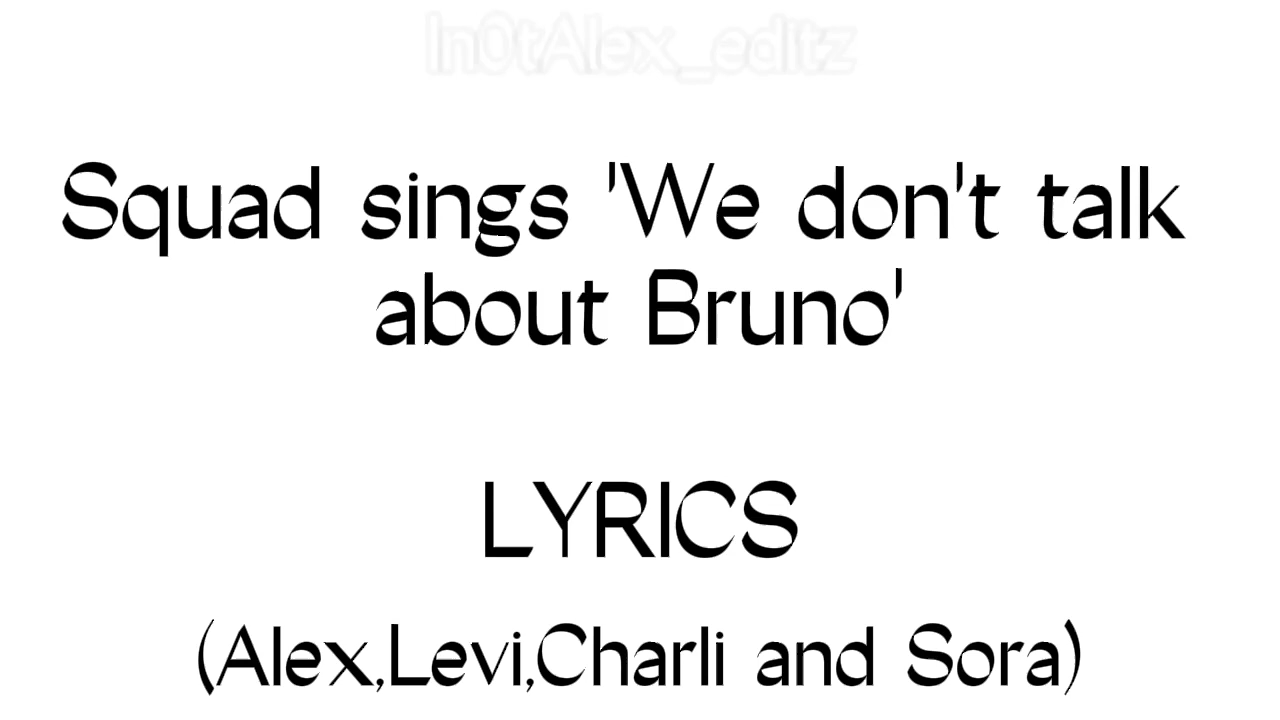 In0tAlex_editz
Squad sings 'We don't talk
about Bruno'
LYRICS
(Alex,Levi,Charli and Sora)